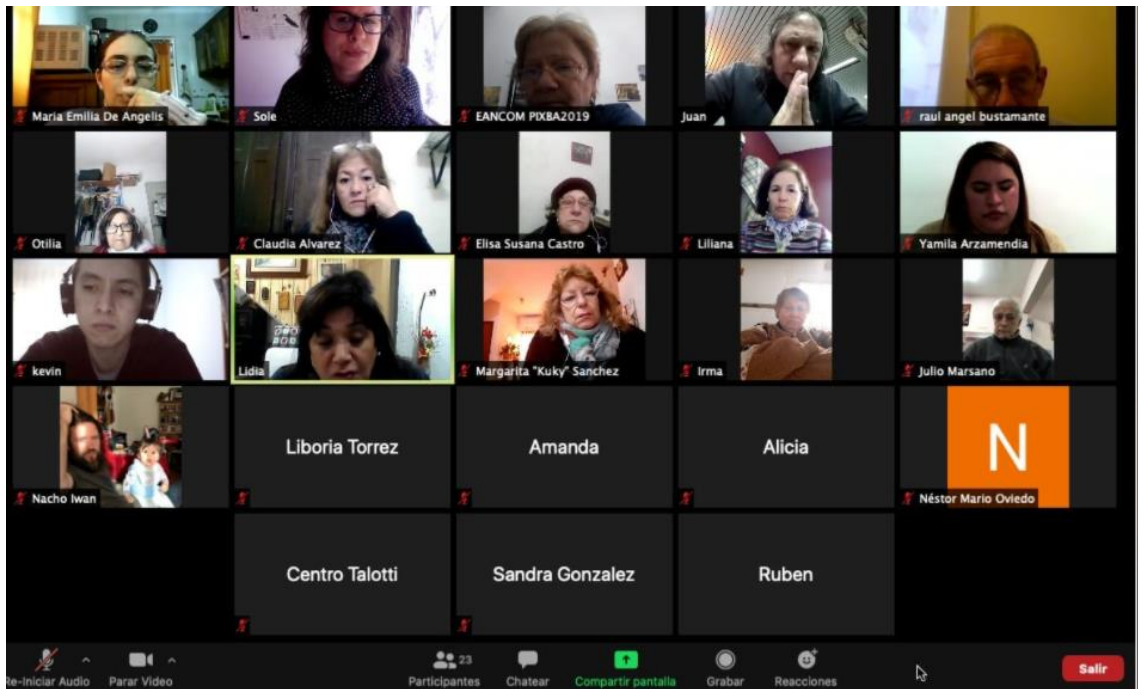 Maria Emilia De Angelis
Sole
EANCOM PIXBA2019
Juan
raul angel bustamante
Otilia
Claudia Alvarez
Elisa Susana Castro
Liliana
Yamila Arzamendia
kevin
Lidia
Margarita "Kuky" Sanchez
Irma
Julio Marsano
Nacho Iwan
Liboria Torrez
Amanda
Alicia
N
Néstor Mario Oviedo
Centro Talotti
Sandra Gonzalez
Ruben
23
Re-Iniciar Audio
Parar Video
Participantes
Chatear
Compartir pantalla
Grabar
Reacciones
Salir